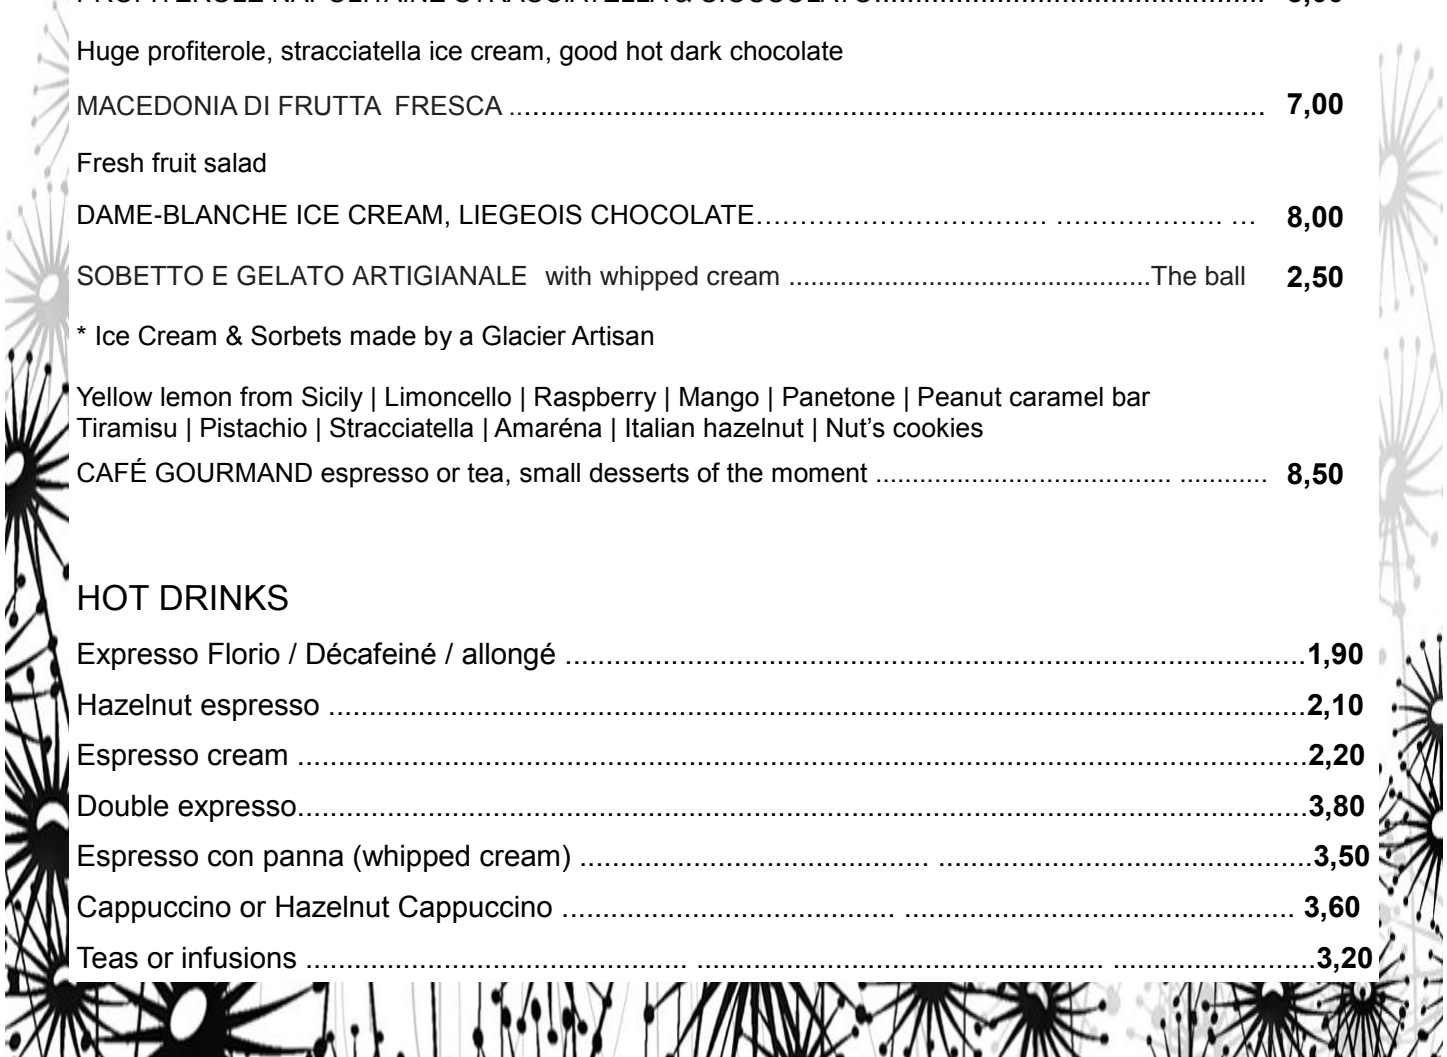 Huge profiterole, stracciatella ice cream, good hot dark chocolate
MACEDONIA DI FRUTTA FRESCA ........................................ 7,00
Fresh fruit salad
DAME-BLANCHE ICE CREAM, LIEGEOIS CHOCOLATE........................................ 8,00
SOBETTO E GELATO ARTIGIANALE with whipped cream ........................................The ball 2,50
* Ice Cream & Sorbets made by a Glacier Artisan
Yellow lemon from Sicily | Limoncello | Raspberry | Mango | Panetone | Peanut caramel bar
Tiramisu | Pistachio | Stracciatella | Amaréna | Italian hazelnut | Nut's cookies
CAFÉ GOURMAND espresso or tea, small desserts of the moment ........................................ 8,50
HOT DRINKS
Expresso Florio / Décafeiné / allongé ........................................1,90
Hazelnut espresso ........................................2,10
Espresso cream ........................................2,20
Double expresso........................................3,80
Espresso con panna (whipped cream) ........................................3,50
Cappuccino or Hazelnut Cappuccino ........................................ 3,60
Teas or infusions ........................................3,20